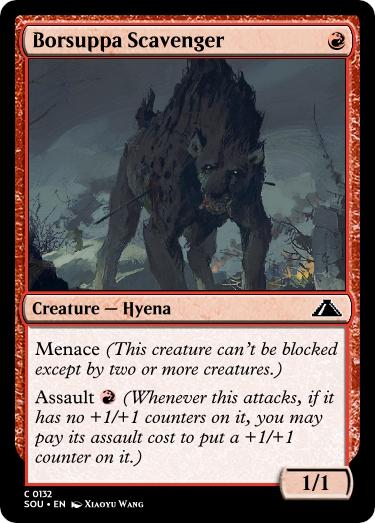 Borsuppa Scavenger
Creature — Hyena
Menace (This creature can't be blocked
except by two or more creatures.)
Assault (Whenever this attacks, if it
has no +1/+1 counters on it, you may
pay its assault cost to put a +1/+1
counter on it.)
1/1
C 0132
SOU • EN Xiaoyu Wang